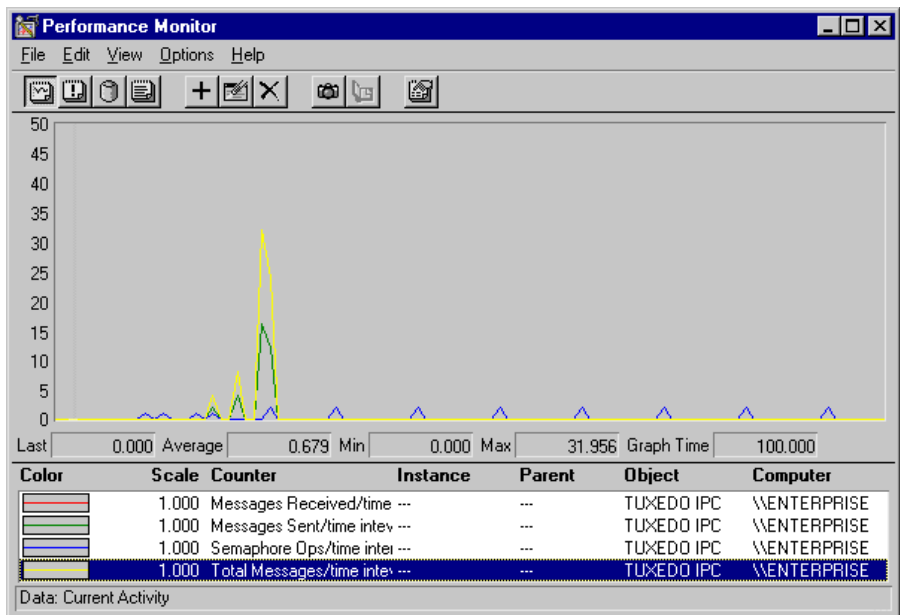 Performance Monitor
File Edit View Options Help
50
45
40
35
30
25
20
15
10
5
0
Last 0.000 Average 0.679 Min 0.000 Max 31.956 Graph Time 100.000
Color Scale Counter Instance Parent Object Computer
1.000 Messages Received/time --- --- TUXEDO IPC \\ENTERPRISE
1.000 Messages Sent/time intev --- --- TUXEDO IPC \\ENTERPRISE
1.000 Semaphore Ops/time inter --- --- TUXEDO IPC \\ENTERPRISE
1.000 Total Messages/time intev --- --- TUXEDO IPC \\ENTERPRISE
Data: Current Activity